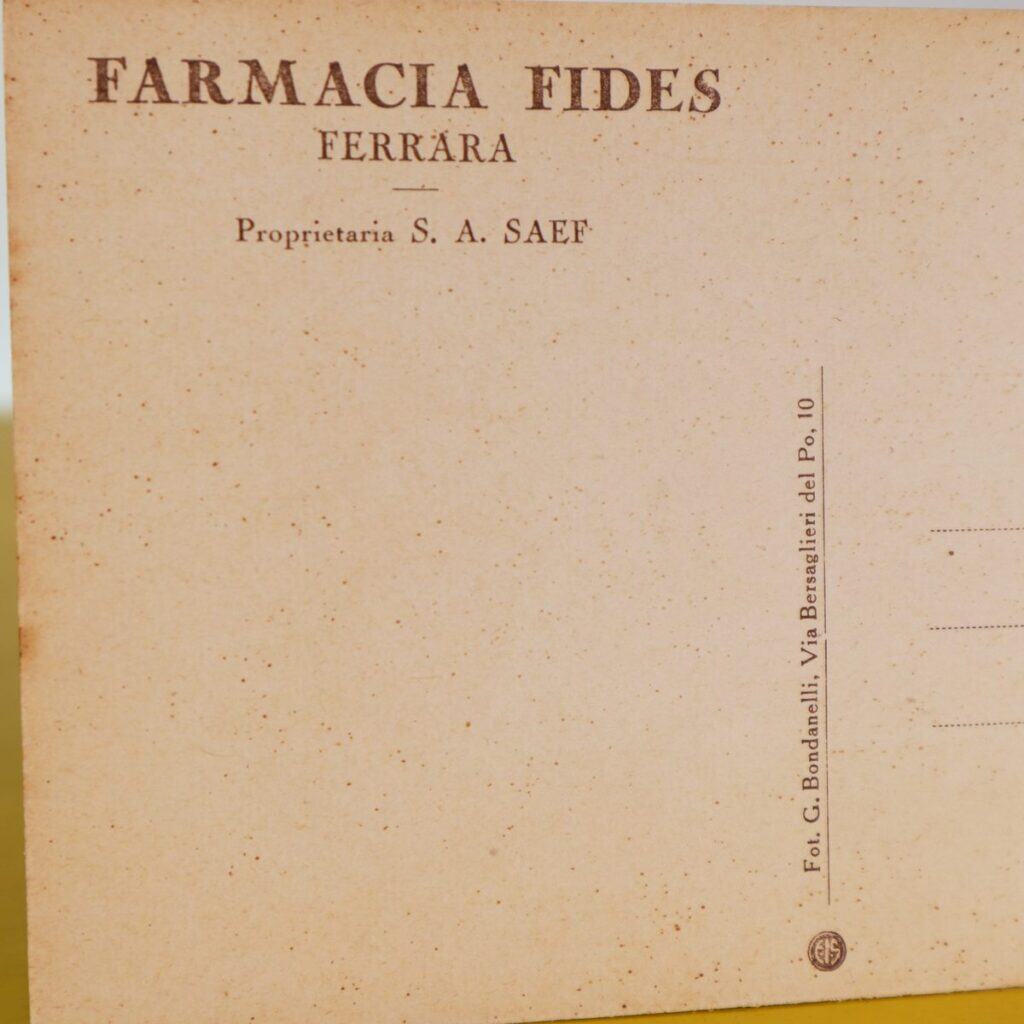 FARMACIA FIDES
FERRARA
Proprietaria S. A. SAEF
Fot. G. Bondanelli, Via Bersaglieri del Po, 10